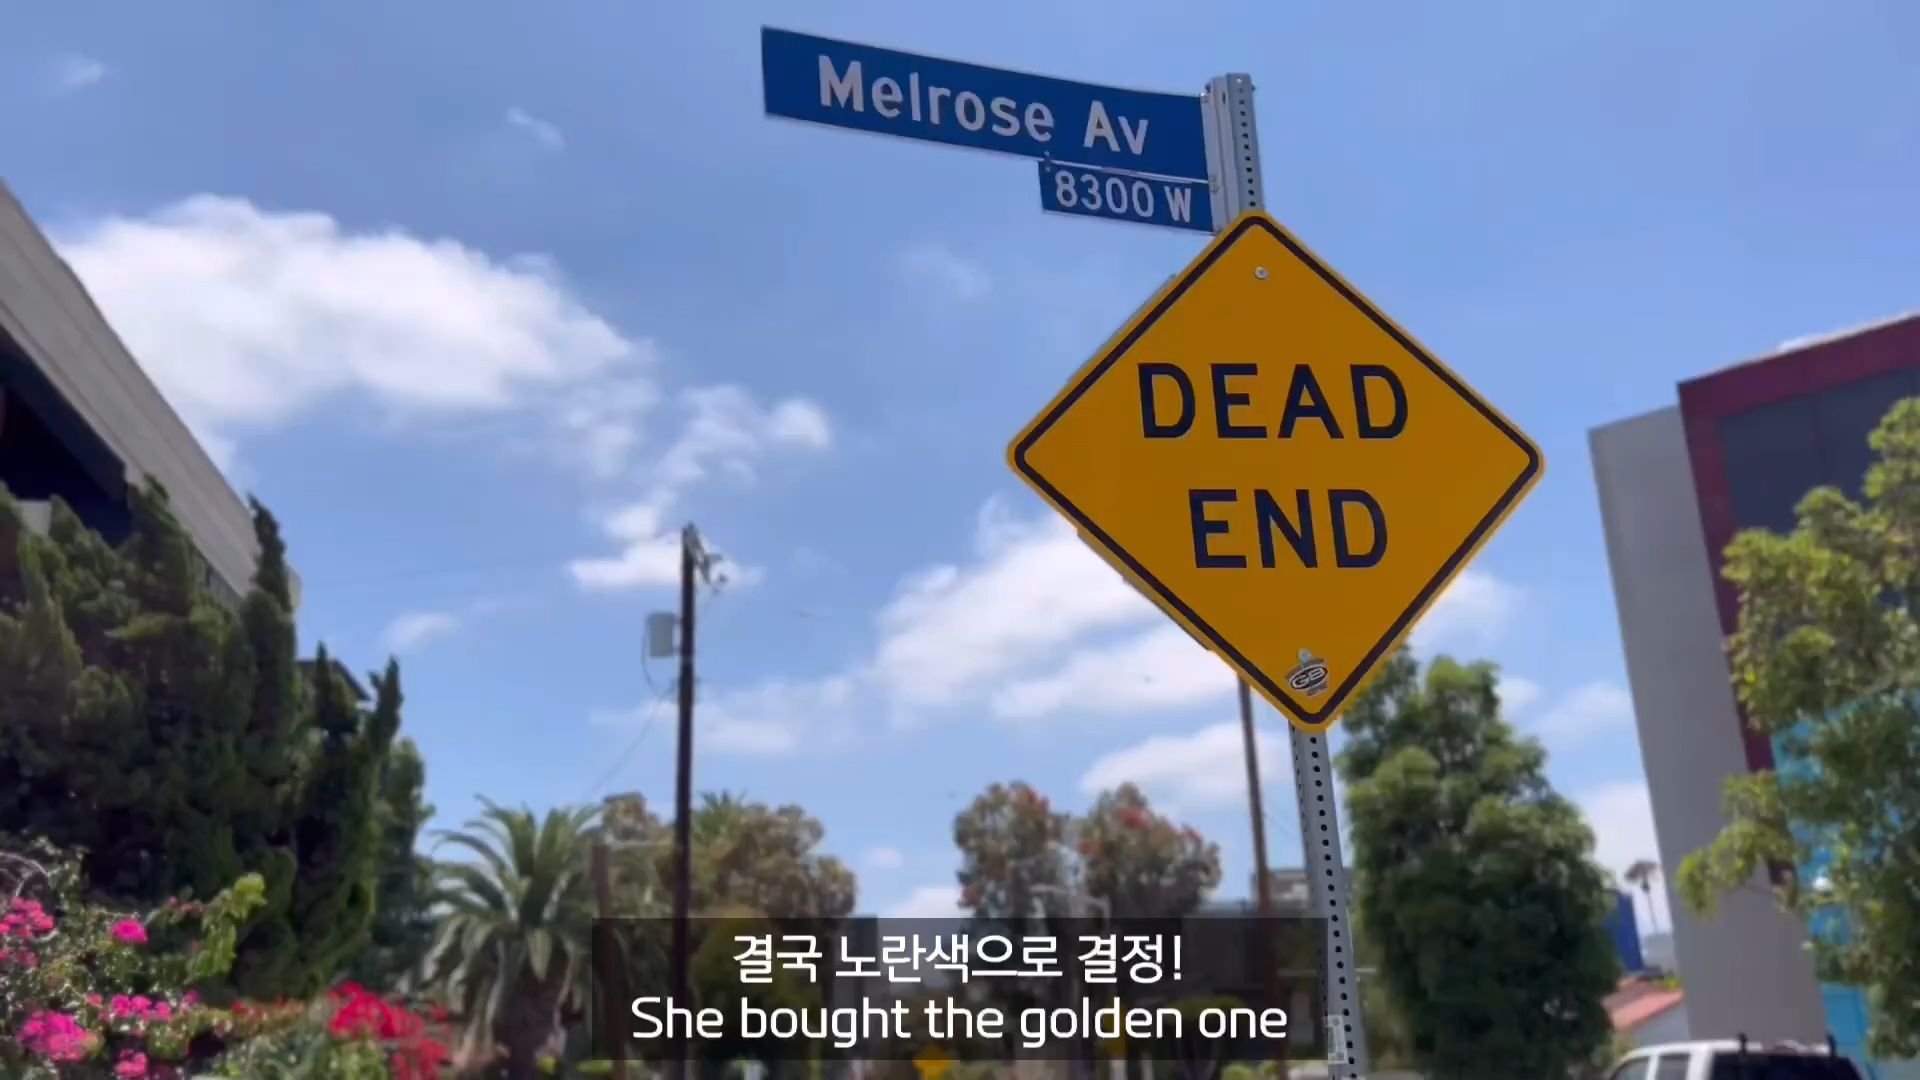 Melrose Av
8300 W
DEAD
END
GB
결국 노란색으로 결정!
She bought the golden one